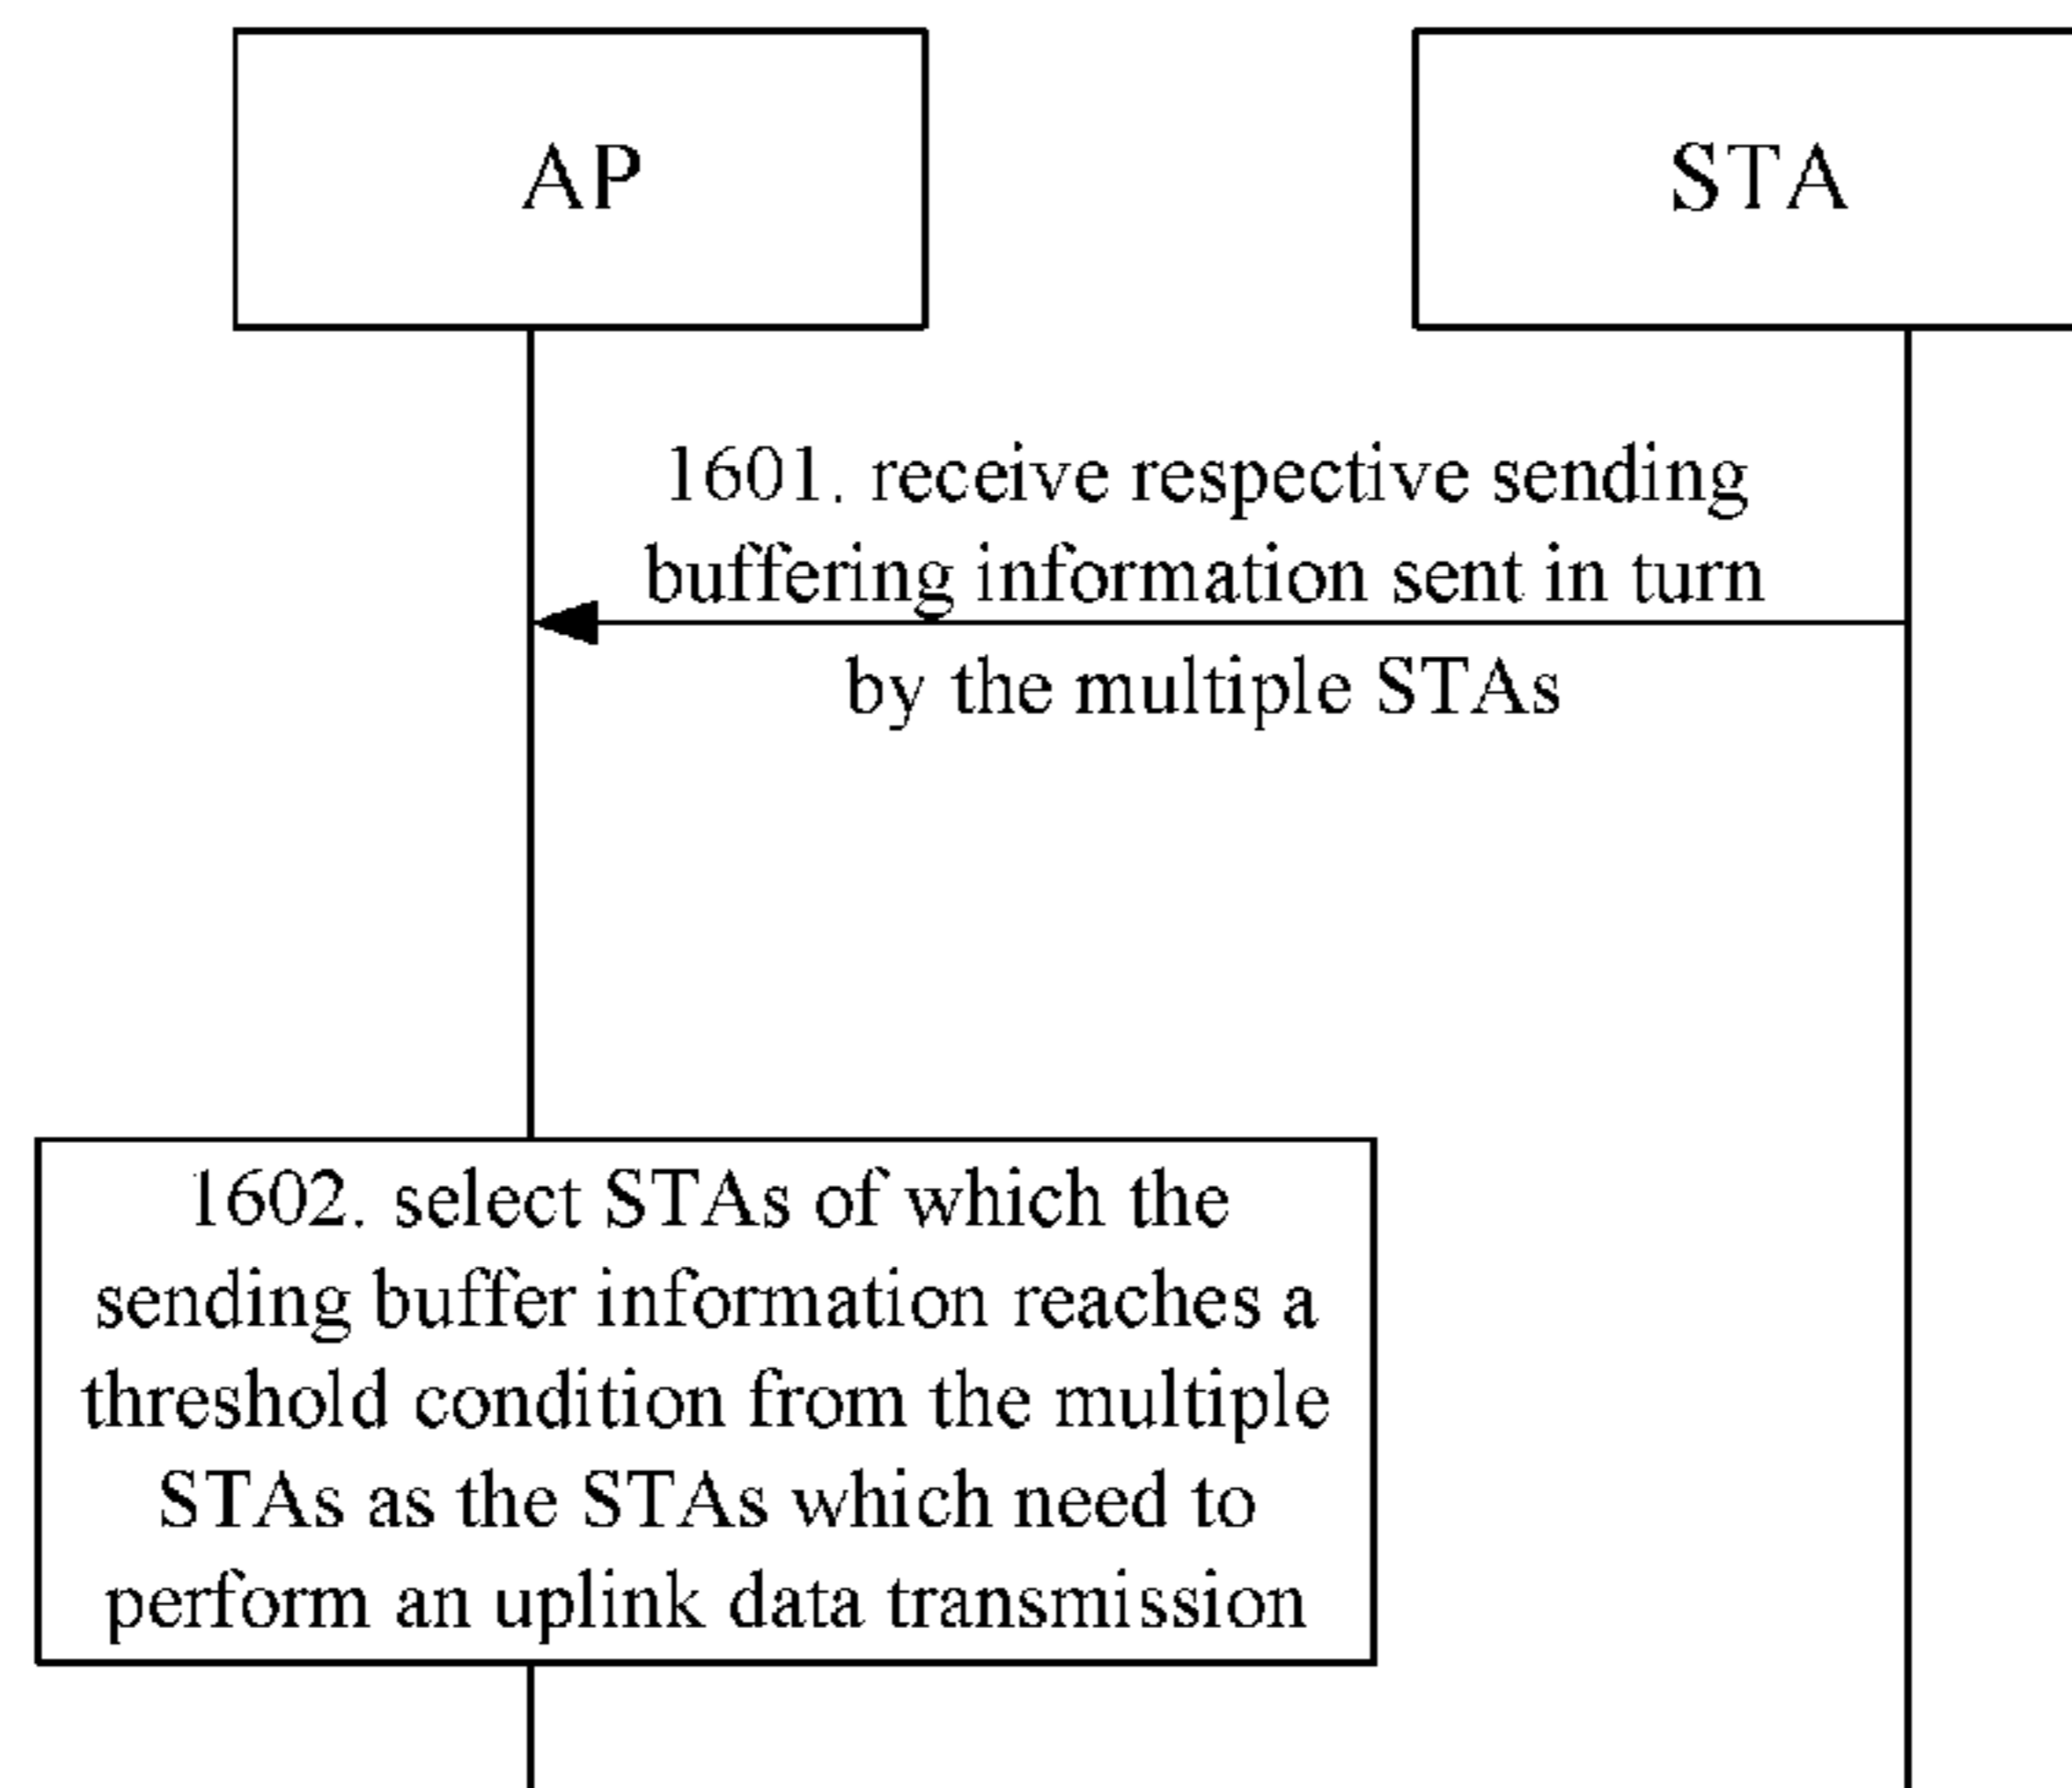 AP
STA
1601. receive respective sending
buffering information sent in turn
by the multiple STAs
1602. select STAs of which the
sending buffer information reaches a
threshold condition from the multiple
STAs as the STAs which need to
perform an uplink data transmission